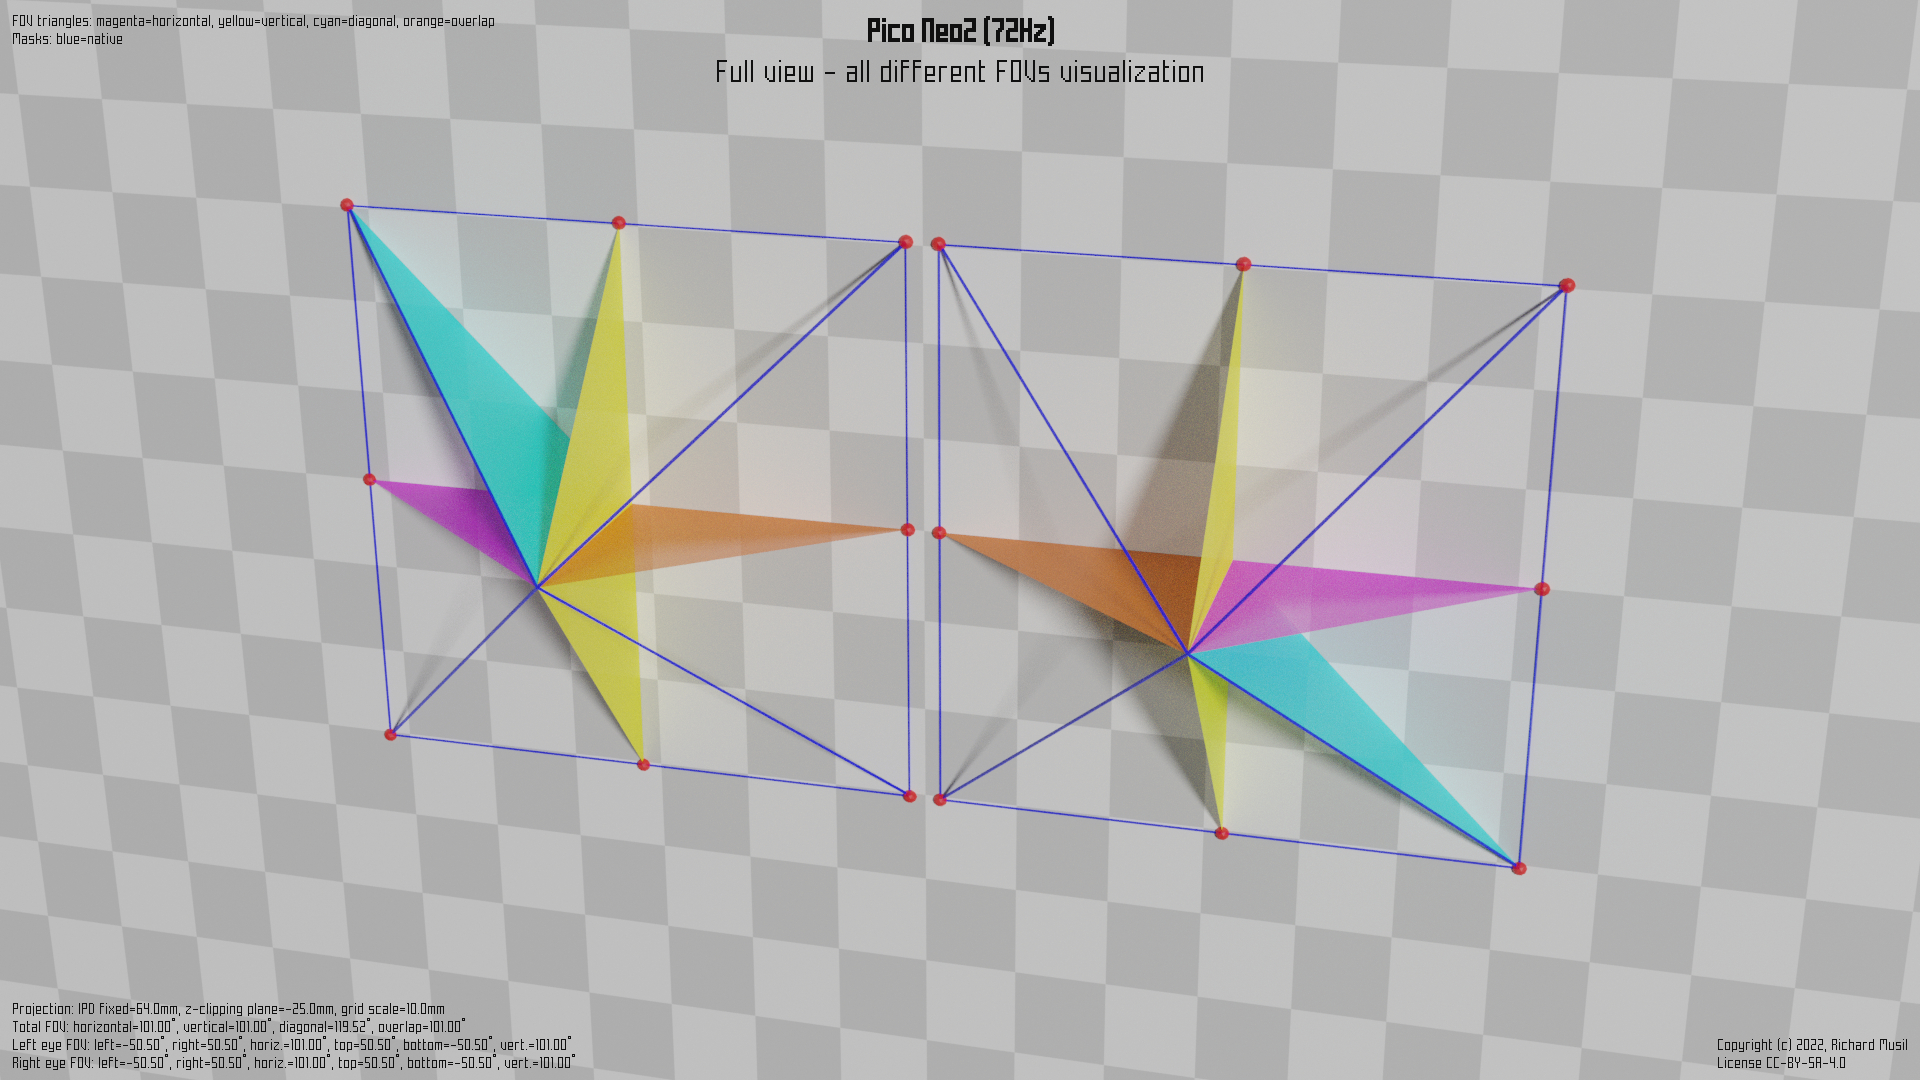 FOV triangles: magenta=horizontal, yellow=vertical, cyan=diagonal, orange=overlap
Masks: blue=native
Pico Neo2 (72Hz)
Full view - all different FOVs visualization
Projection: IPD fixed=64.0mm, z-clipping plane=-25.0mm, grid scale=10.0mm
Total FOV: horizontal=101.00°, vertical=101.00°, diagonal=119.52°, overlap=101.00°
Left eye FOV: left=-50.50°, right=50.50°, horiz.=101.00°, top=50.50°, bottom=-50.50°, vert.=101.00°
Right eye FOV: left=-50.50°, right=50.50°, horiz.=101.00°, top=50.50°, bottom=-50.50°, vert.=101.00°
Copyright (c) 2022, Richard Musil
License CC-BY-SA-4.0